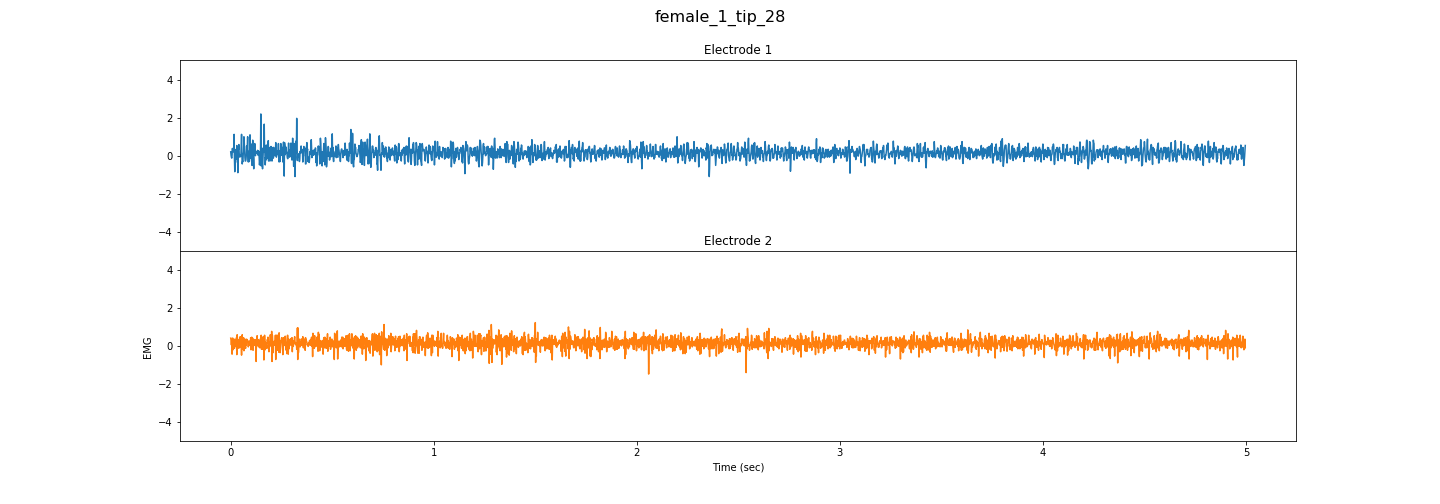 female_1_tip_28
Electrode 1
4
2
0
−2
−4
Electrode 2
4
2
0
−2
−4
EMG
0 1 2 3 4 5
Time (sec)